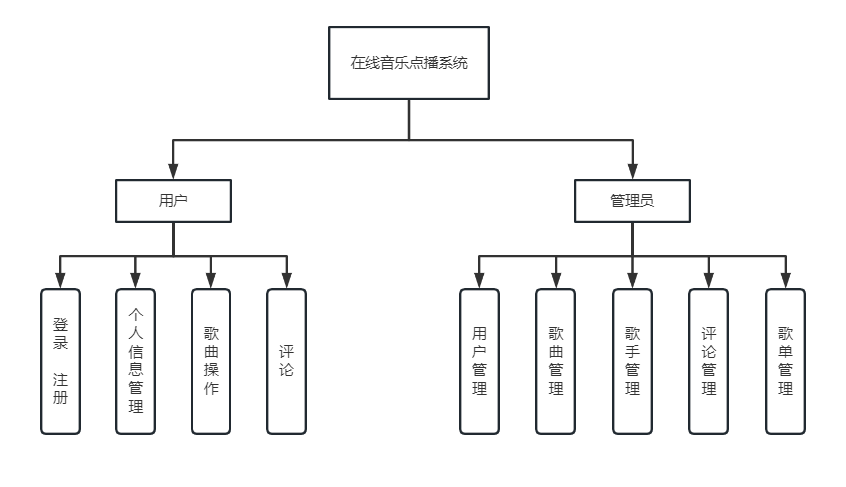 在线音乐点播系统
用户
管理员
登录 注册
个人信息管理
歌曲操作
评论
用户管理
歌曲管理
歌手管理
评论管理
歌单管理